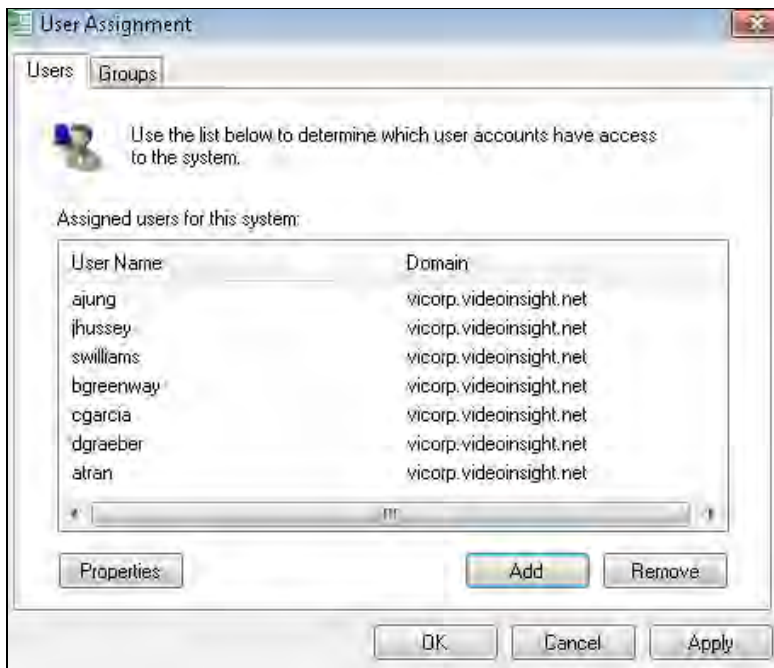 User Assignment
Users Groups
Use the list below to determine which user accounts have access
to the system.
Assigned users for this system:
User Name Domain
ajung vicorp.videoinsight.net
jhussey vicorp.videoinsight.net
swilliams vicorp.videoinsight.net
bgreenway vicorp.videoinsight.net
cgarcia vicorp.videoinsight.net
dgraeber vicorp.videoinsight.net
atran vicorp.videoinsight.net
Properties Add Remove
OK Cancel Apply